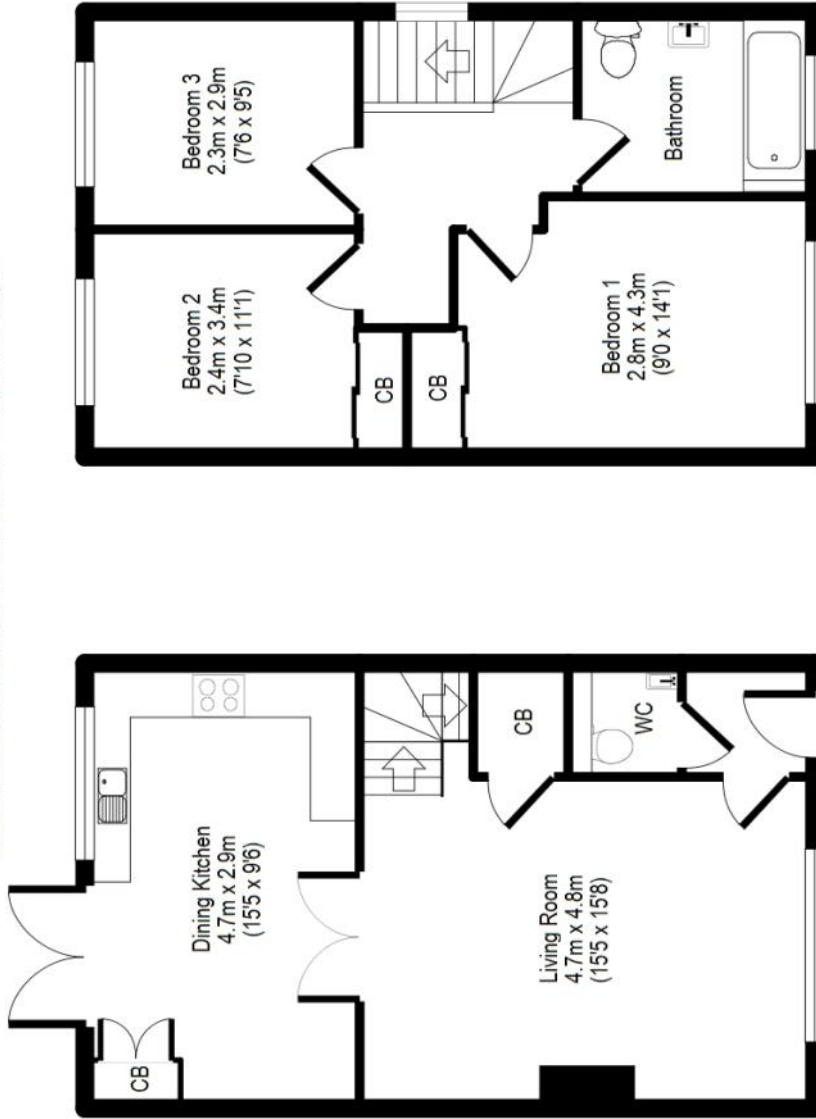 Bedroom 3
2.3m x 2.9m
(7'6 x 9'5)
Bathroom
Bedroom 2
2.4m x 3.4m
(7'10 x 11'1)
CB
CB
Bedroom 1
2.8m x 4.3m
(9'0 x 14'1)
Dining Kitchen
4.7m x 2.9m
(15'5 x 9'6)
CB
CB
WC
Living Room
4.7m x 4.8m
(15'5 x 15'8)